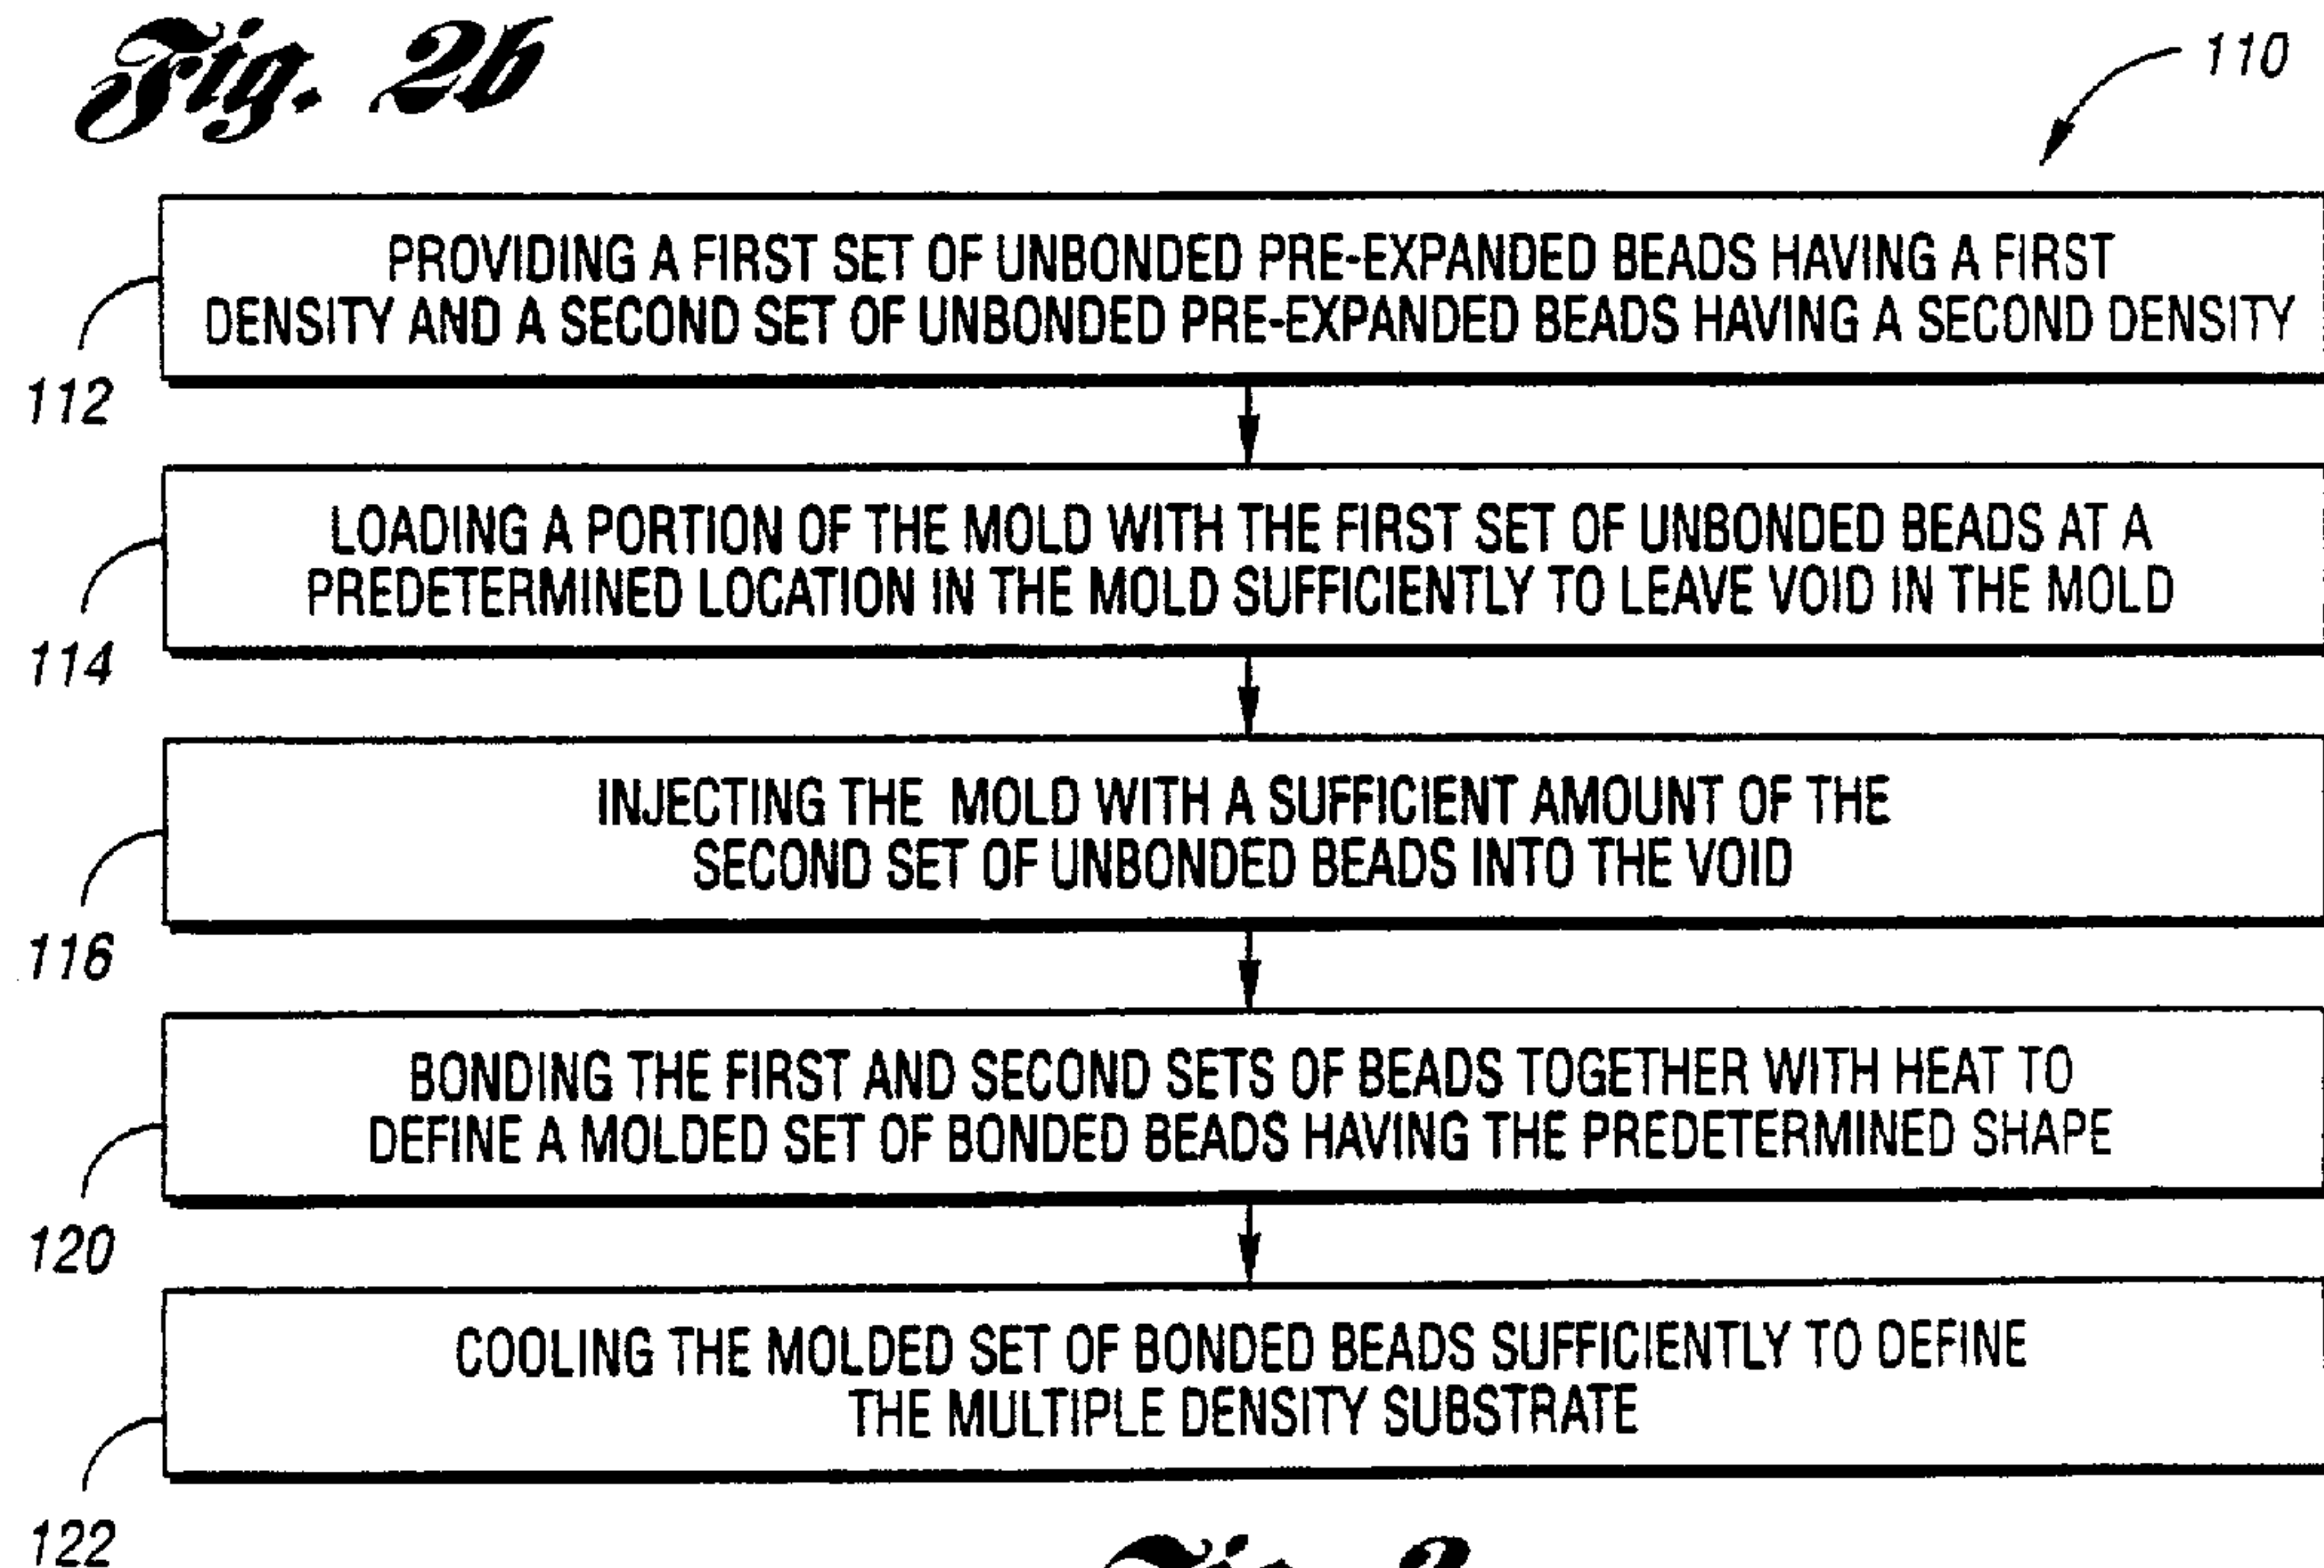 Fig. 2b
110
PROVIDING A FIRST SET OF UNBONDED PRE-EXPANDED BEADS HAVING A FIRST
DENSITY AND A SECOND SET OF UNBONDED PRE-EXPANDED BEADS HAVING A SECOND DENSITY
112
LOADING A PORTION OF THE MOLD WITH THE FIRST SET OF UNBONDED BEADS AT A
PREDETERMINED LOCATION IN THE MOLD SUFFICIENTLY TO LEAVE VOID IN THE MOLD
114
INJECTING THE MOLD WITH A SUFFICIENT AMOUNT OF THE
SECOND SET OF UNBONDED BEADS INTO THE VOID
116
BONDING THE FIRST AND SECOND SETS OF BEADS TOGETHER WITH HEAT TO
DEFINE A MOLDED SET OF BONDED BEADS HAVING THE PREDETERMINED SHAPE
120
COOLING THE MOLDED SET OF BONDED BEADS SUFFICIENTLY TO DEFINE
THE MULTIPLE DENSITY SUBSTRATE
122